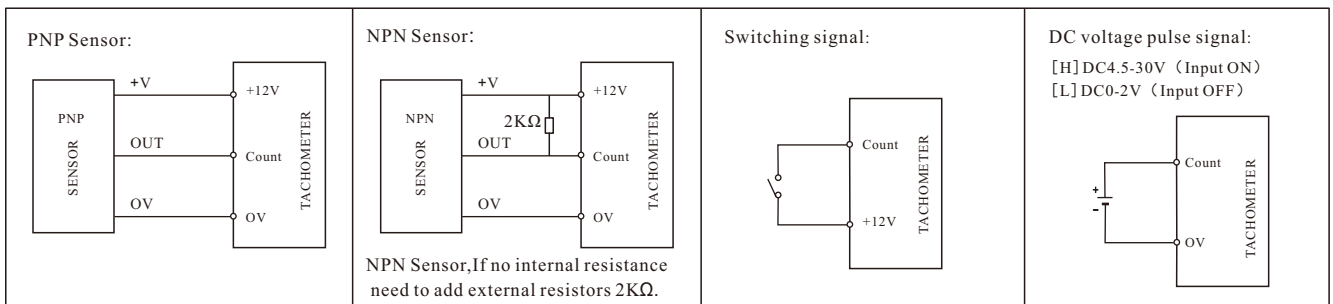 PNP Sensor:
+V
+12V
PNP
SENSOR
OUT
Count
TACHOMETER
OV
OV
NPN Sensor:
+V
+12V
2KΩ
NPN
SENSOR
OUT
Count
TACHOMETER
OV
OV
NPN Sensor,If no internal resistance
need to add external resistors 2KΩ.
Switching signal:
Count
TACHOMETER
+12V
DC voltage pulse signal:
[H]DC4.5-30V（Input ON）
[L]DC0-2V（Input OFF）
Count
TACHOMETER
+
-
OV